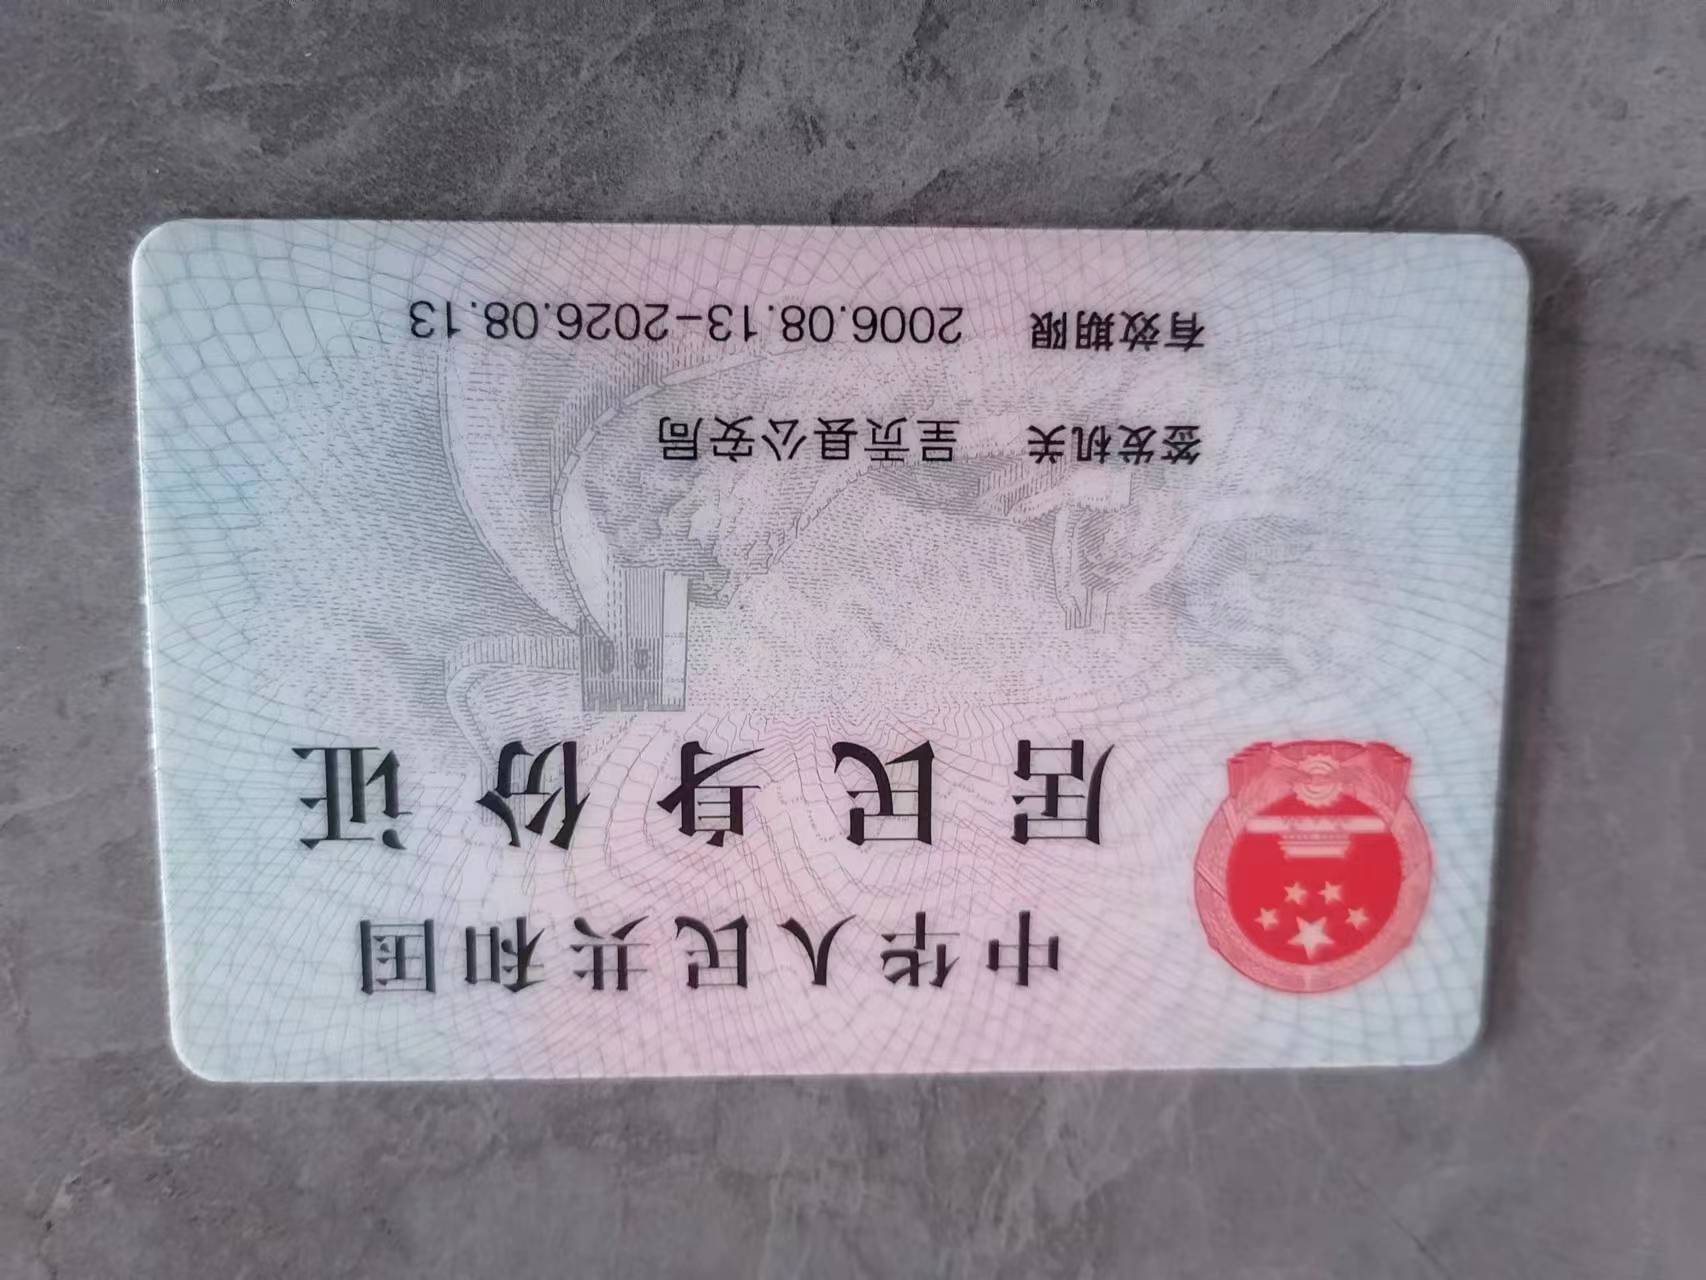 中华人民共和国
居民身份证
签发机关 呈贡县公安局
有效期限 2006.08.13-2026.08.13